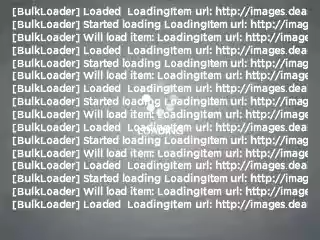 [BulkLoader] Loaded LoadingItem url: http://images.dea
[BulkLoader] Started loading LoadingItem url: http://imag
[BulkLoader] Will load item: LoadingItem url: http://image
[BulkLoader] Loaded LoadingItem url: http://images.dea
[BulkLoader] Started loading LoadingItem url: http://imag
[BulkLoader] Will load item: LoadingItem url: http://image
[BulkLoader] Loaded LoadingItem url: http://images.dea
[BulkLoader] Started loading LoadingItem url: http://imag
[BulkLoader] Will load item: LoadingItem url: http://image
[BulkLoader] Loaded LoadingItem url: http://images.dea
LOADING
[BulkLoader] Started loading LoadingItem url: http://imag
[BulkLoader] Will load item: LoadingItem url: http://image
[BulkLoader] Loaded LoadingItem url: http://images.dea
[BulkLoader] Started loading LoadingItem url: http://imag
[BulkLoader] Will load item: LoadingItem url: http://image
[BulkLoader] Loaded LoadingItem url: http://images.dea